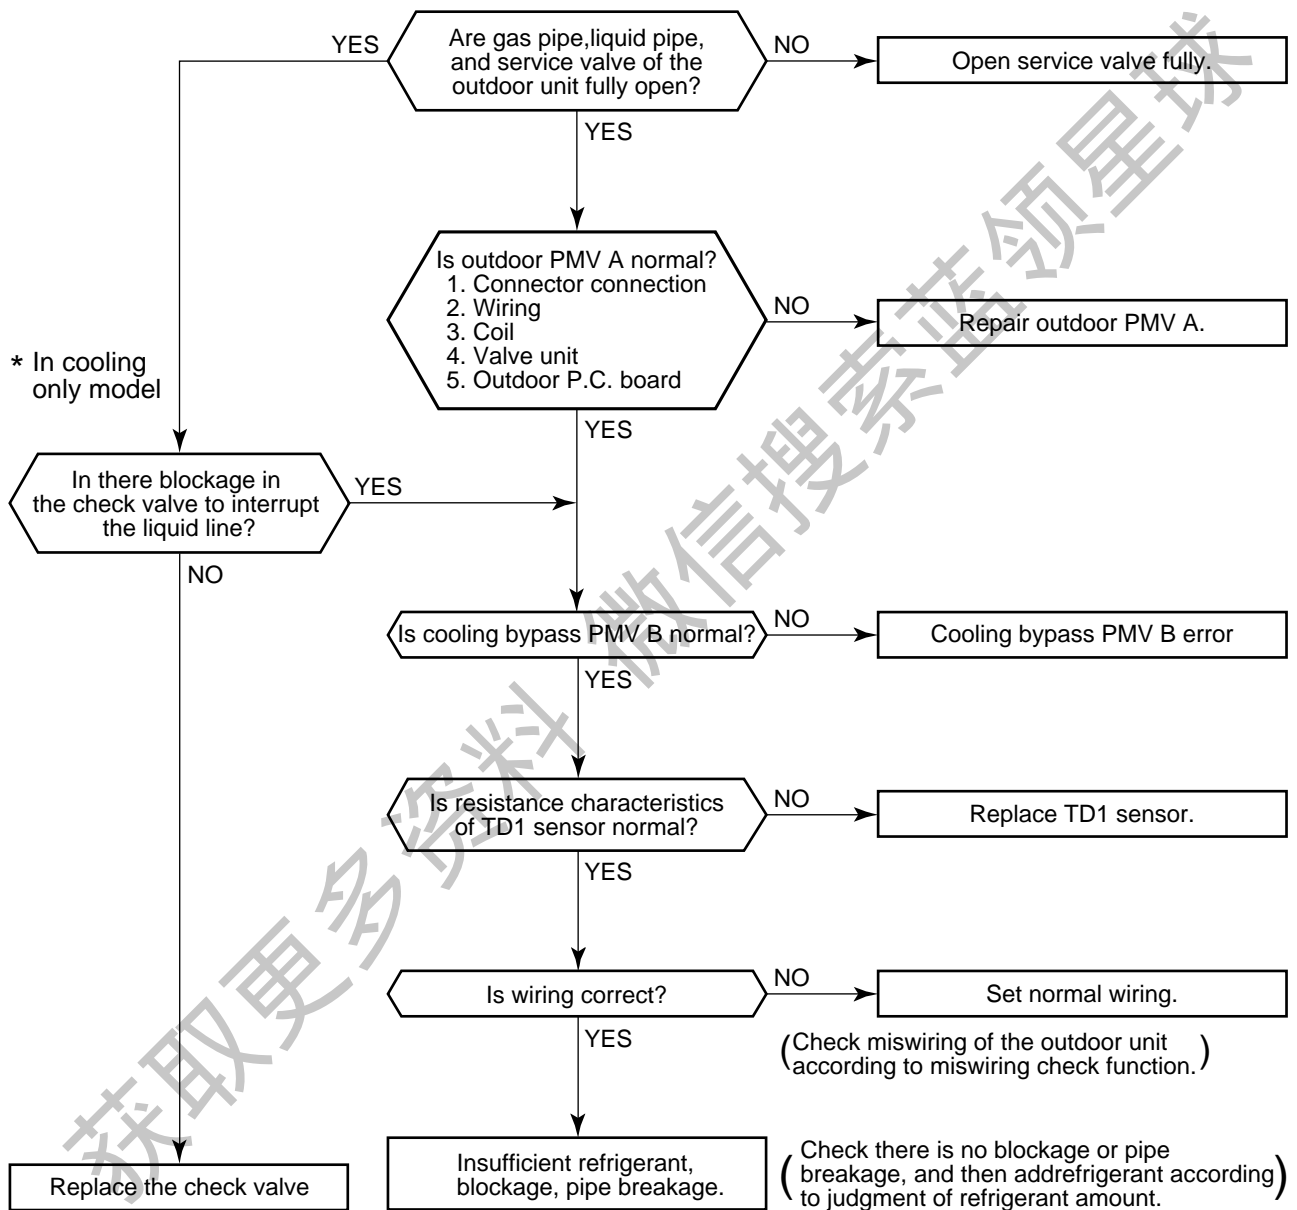 YES
Are gas pipe,liquid pipe,
and service valve of the
outdoor unit fully open?
NO
Open service valve fully.
YES
Is outdoor PMV A normal?
1. Connector connection
2. Wiring
3. Coil
4. Valve unit
5. Outdoor P.C. board
NO
Repair outdoor PMV A.
* In cooling
only model
YES
In there blockage in
the check valve to interrupt
the liquid line?
YES
NO
Is cooling bypass PMV B normal?
NO
Cooling bypass PMV B error
YES
Is resistance characteristics
of TD1 sensor normal?
NO
Replace TD1 sensor.
YES
Is wiring correct?
NO
Set normal wiring.
YES
(Check miswiring of the outdoor unit
according to miswiring check function.)
Replace the check valve
Insufficient refrigerant,
blockage, pipe breakage.
(Check there is no blockage or pipe
breakage, and then addrefrigerant according
to judgment of refrigerant amount.)
获取更多资料 微信搜索蓝领星球